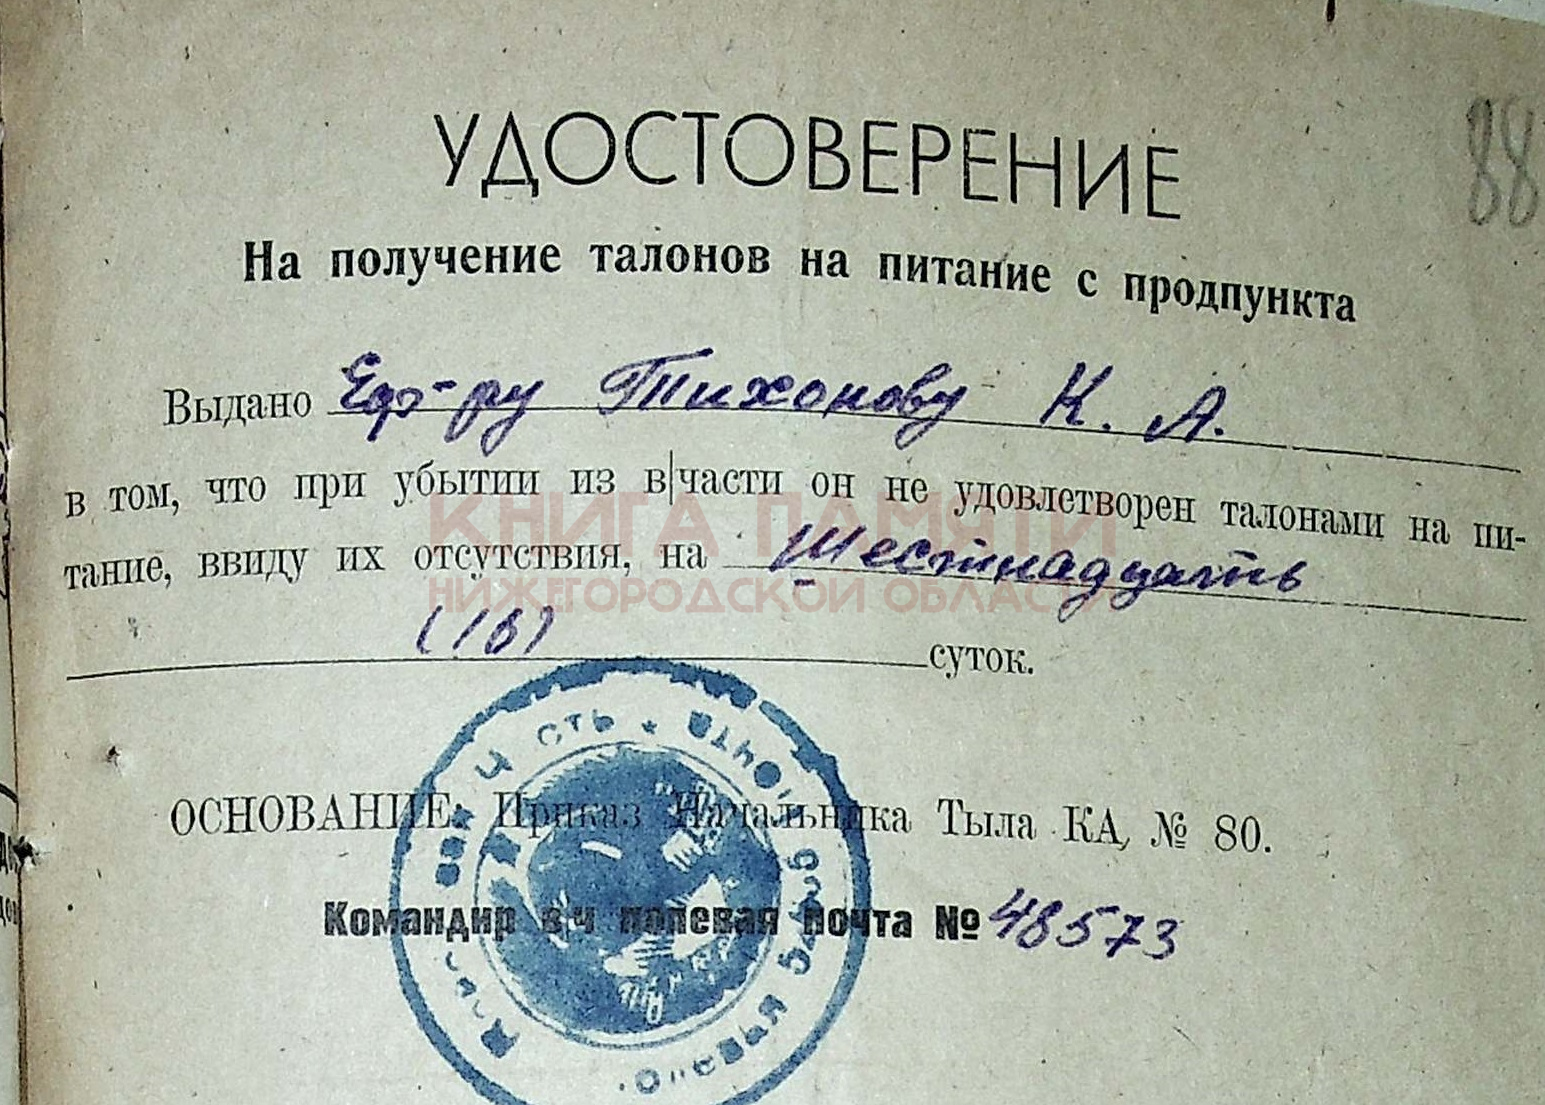 88
УДОСТОВЕРЕНИЕ
На получение талонов на питание с продпункта
Выдано Ефр-ру Тихонову К. А.
в том, что при убытии из в|части он не удовлетворен талонами на пи-
тание, ввиду их отсутствия, на Шестнадцать
(16) суток.
КНИГА ПАМЯТИ
НИЖЕГОРОДСКОЙ ОБЛАСТИ
ОСНОВАНИЕ: Приказ Начальника Тыла КА, № 80.
Командир в/ч полевая почта № 48573